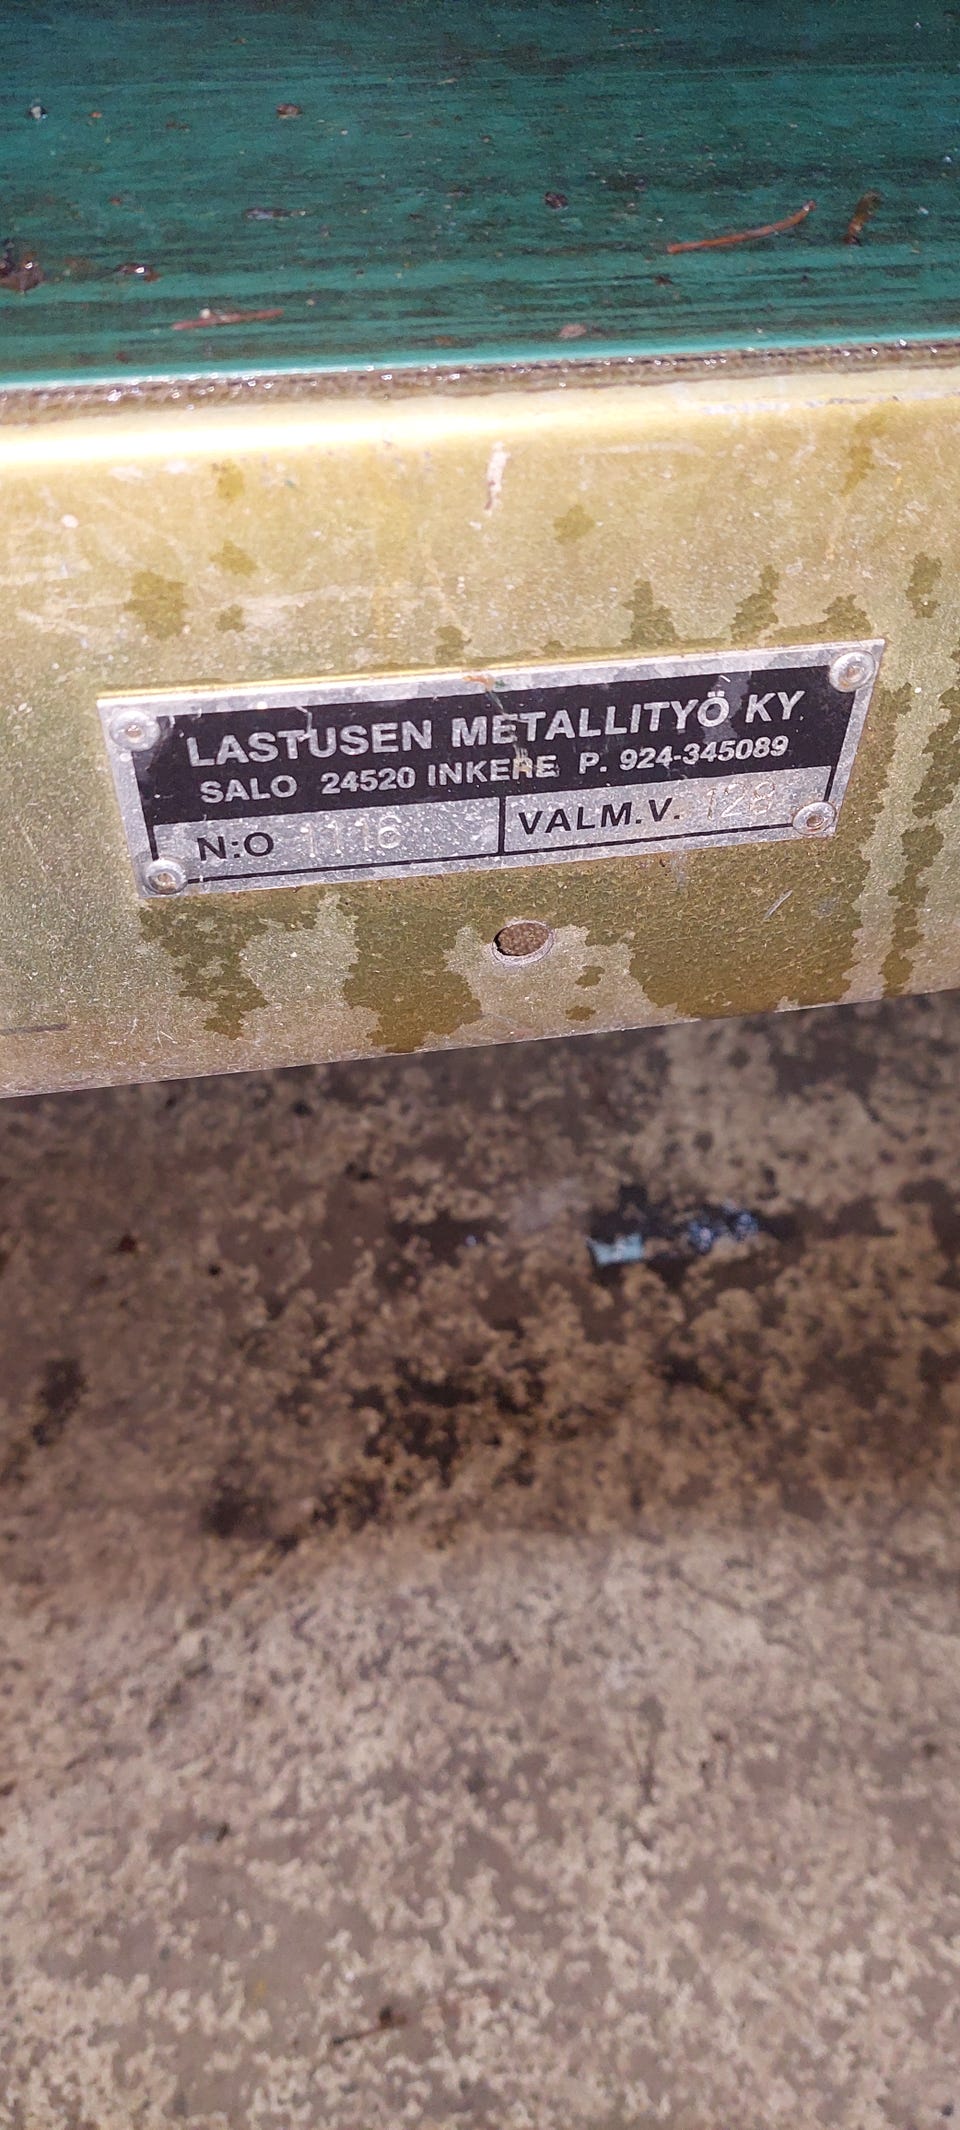 LASTUSEN METALLITYÖ KY
SALO 24520 INKERE P. 924-345089
N:O 1116 VALM.V.